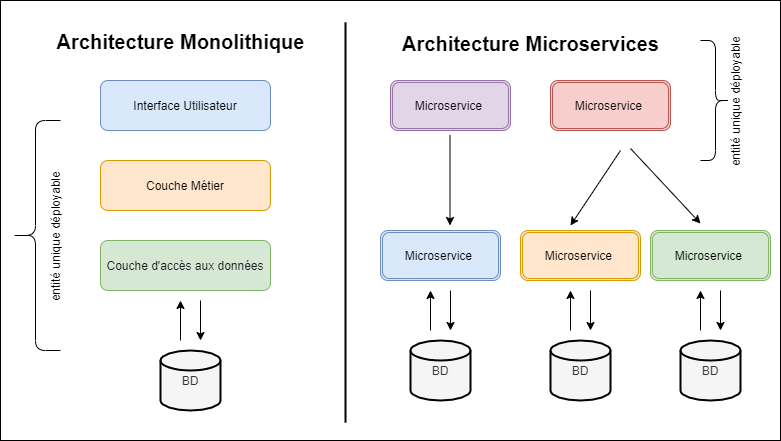 Architecture Monolithique
Interface Utilisateur
Couche Métier
Couche d'accès aux données
BD
entité unique déployable
Architecture Microservices
entité unique déployable
Microservice
Microservice
Microservice
Microservice
Microservice
BD
BD
BD